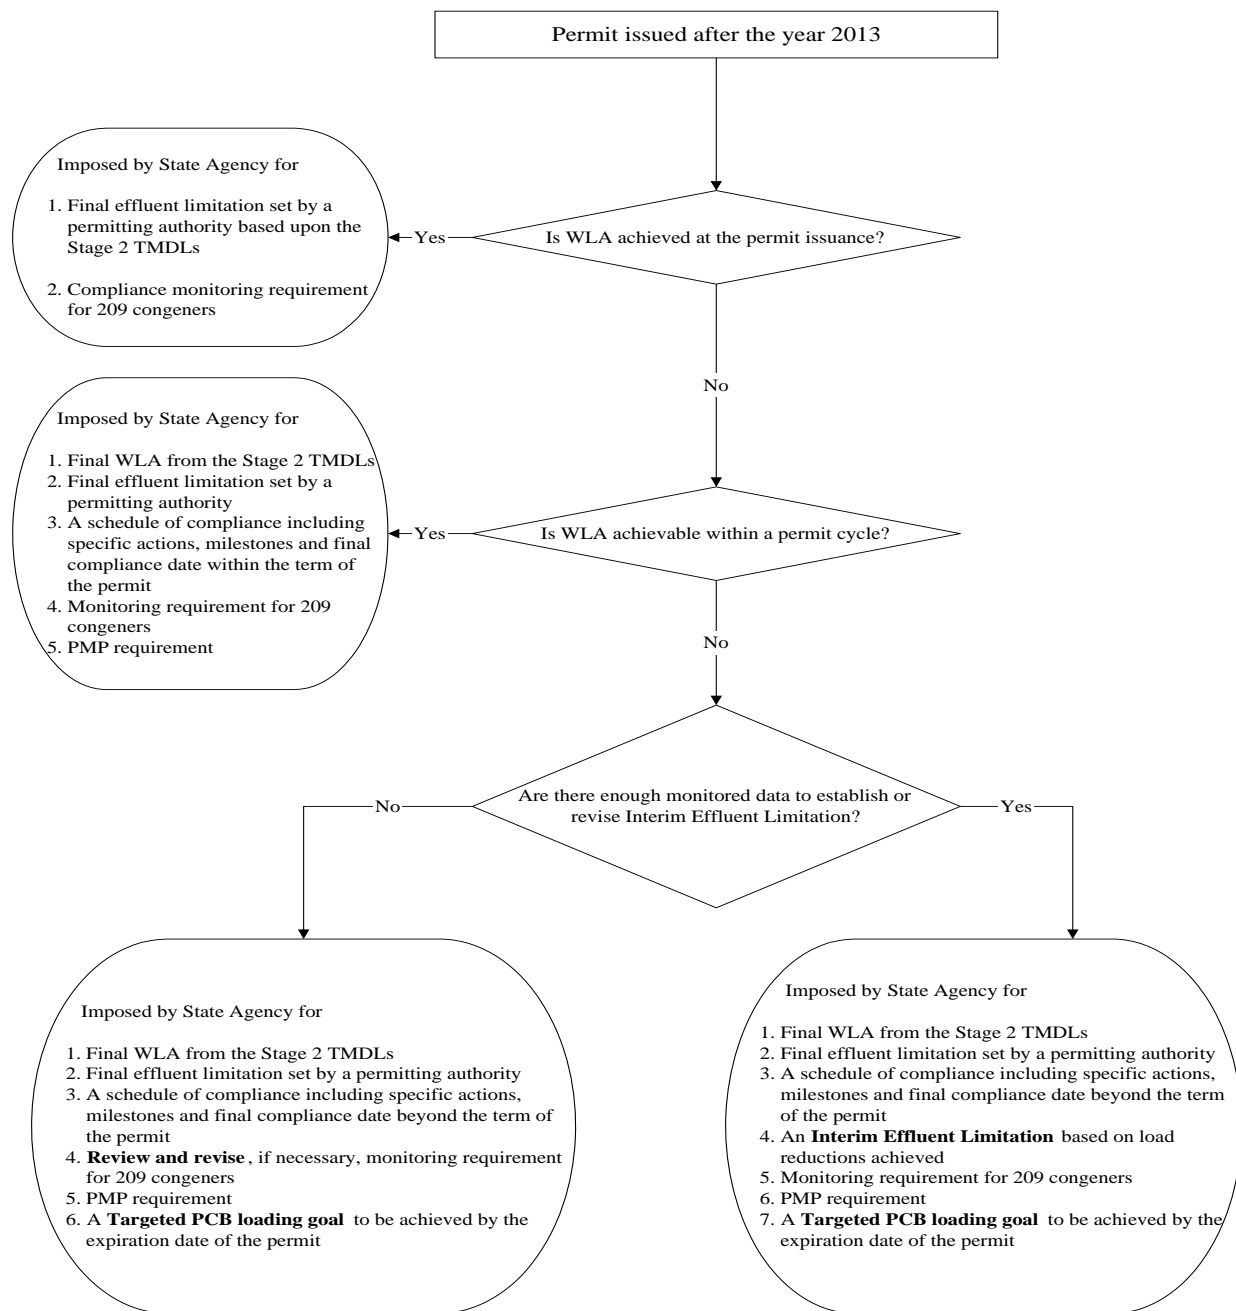 Permit issued after the year 2013
Imposed by State Agency for
1. Final effluent limitation set by a
permitting authority based upon the
Stage 2 TMDLs
2. Compliance monitoring requirement
for 209 congeners
Yes
Is WLA achieved at the permit issuance?
No
Imposed by State Agency for
1. Final WLA from the Stage 2 TMDLs
2. Final effluent limitation set by a
permitting authority
3. A schedule of compliance including
specific actions, milestones and final
compliance date within the term of
the permit
4. Monitoring requirement for 209
congeners
5. PMP requirement
Yes
Is WLA achievable within a permit cycle?
No
Are there enough monitored data to establish or
revise Interim Effluent Limitation?
No
Yes
Imposed by State Agency for
1. Final WLA from the Stage 2 TMDLs
2. Final effluent limitation set by a permitting authority
3. A schedule of compliance including specific actions,
milestones and final compliance date beyond the term of
the permit
4. Review and revise, if necessary, monitoring requirement
for 209 congeners
5. PMP requirement
6. A Targeted PCB loading goal to be achieved by the
expiration date of the permit
Imposed by State Agency for
1. Final WLA from the Stage 2 TMDLs
2. Final effluent limitation set by a permitting authority
3. A schedule of compliance including specific actions,
milestones and final compliance date beyond the term
of the permit
4. An Interim Effluent Limitation based on load
reductions achieved
5. Monitoring requirement for 209 congeners
6. PMP requirement
7. A Targeted PCB loading goal to be achieved by the
expiration date of the permit